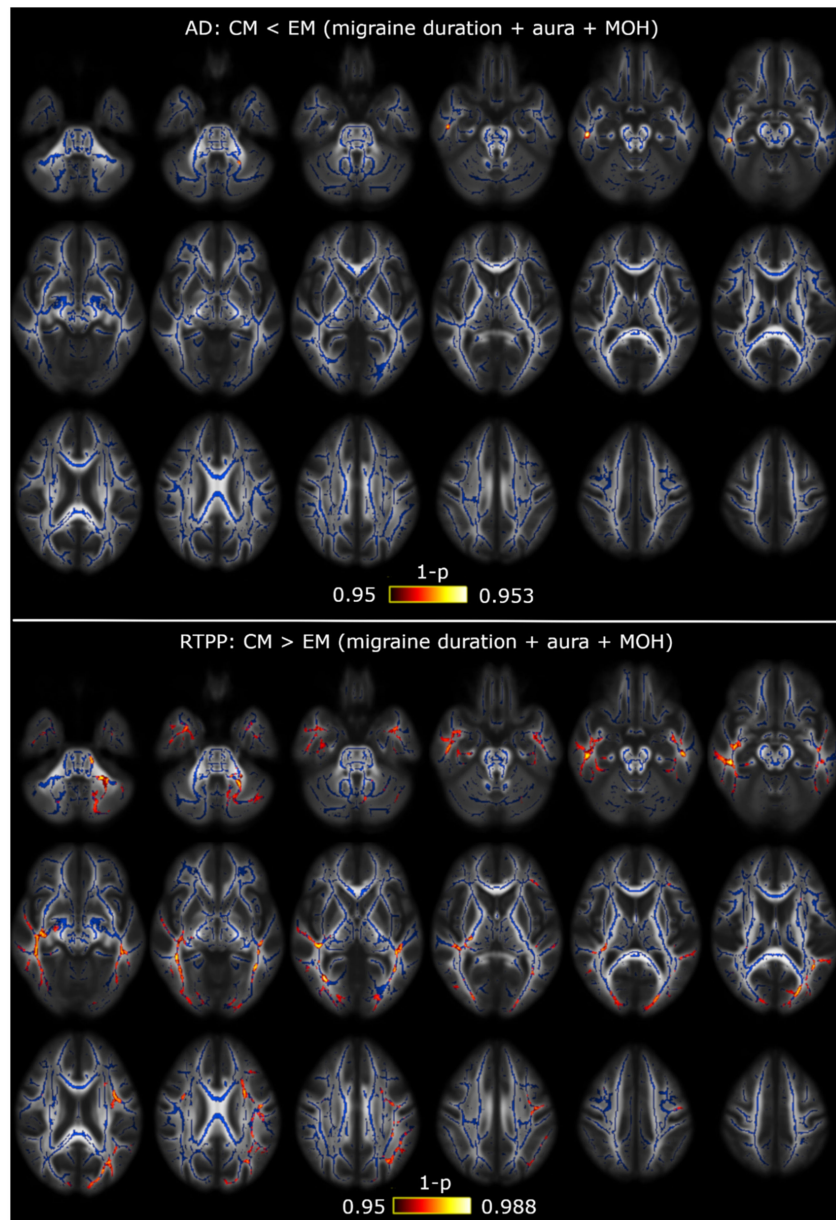 AD: CM < EM (migraine duration + aura + MOH)
1-p
0.95 0.953
RTPP: CM > EM (migraine duration + aura + MOH)
1-p
0.95 0.988